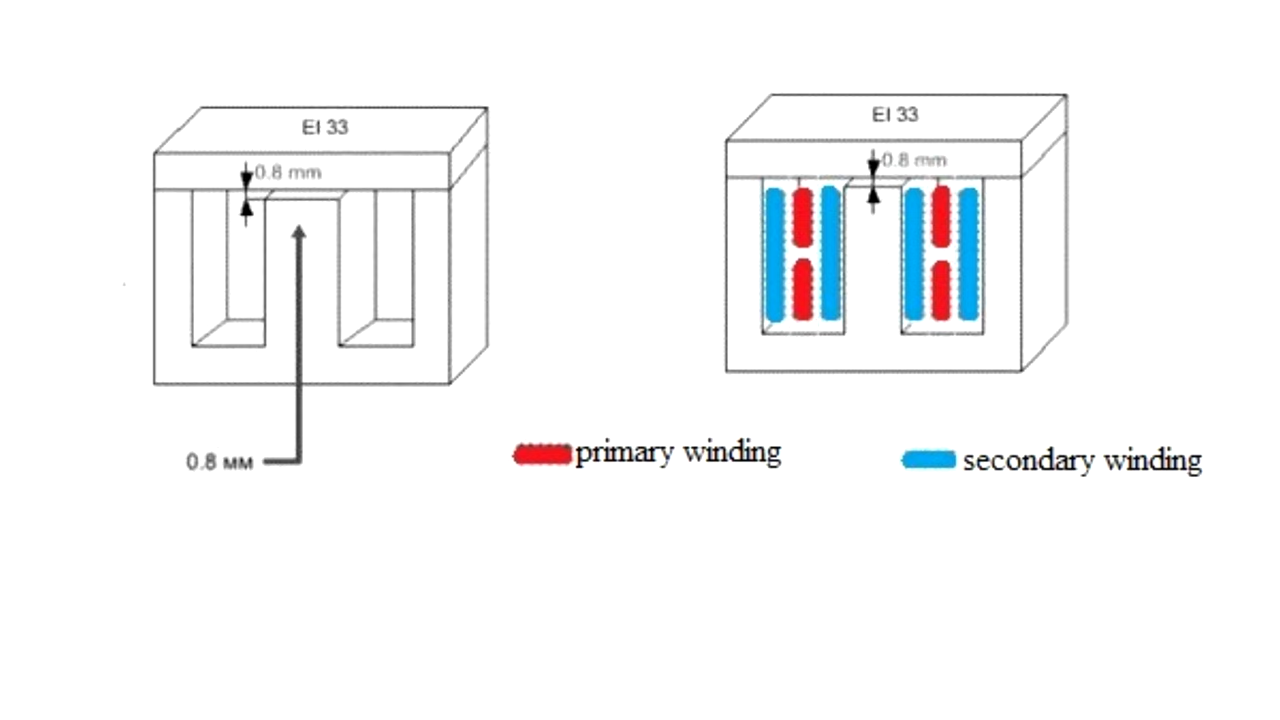 EI 33
0.8 mm
0.8 мм
EI 33
0.8 mm
primary winding
secondary winding